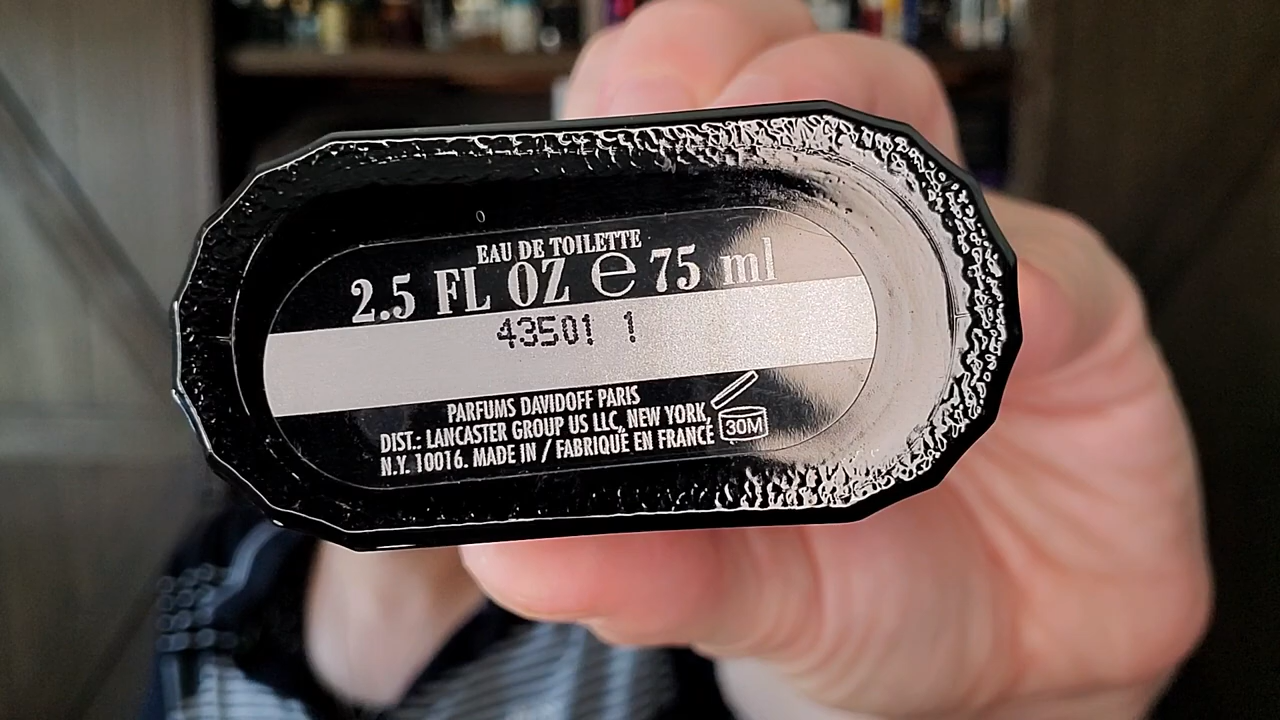 EAU DE TOILETTE
2.5 FL OZ ℮ 75 ml
43501 1
PARFUMS DAVIDOFF PARIS
DIST.: LANCASTER GROUP US LLC, NEW YORK,
N.Y. 10016. MADE IN / FABRIQUÉ EN FRANCE
30M